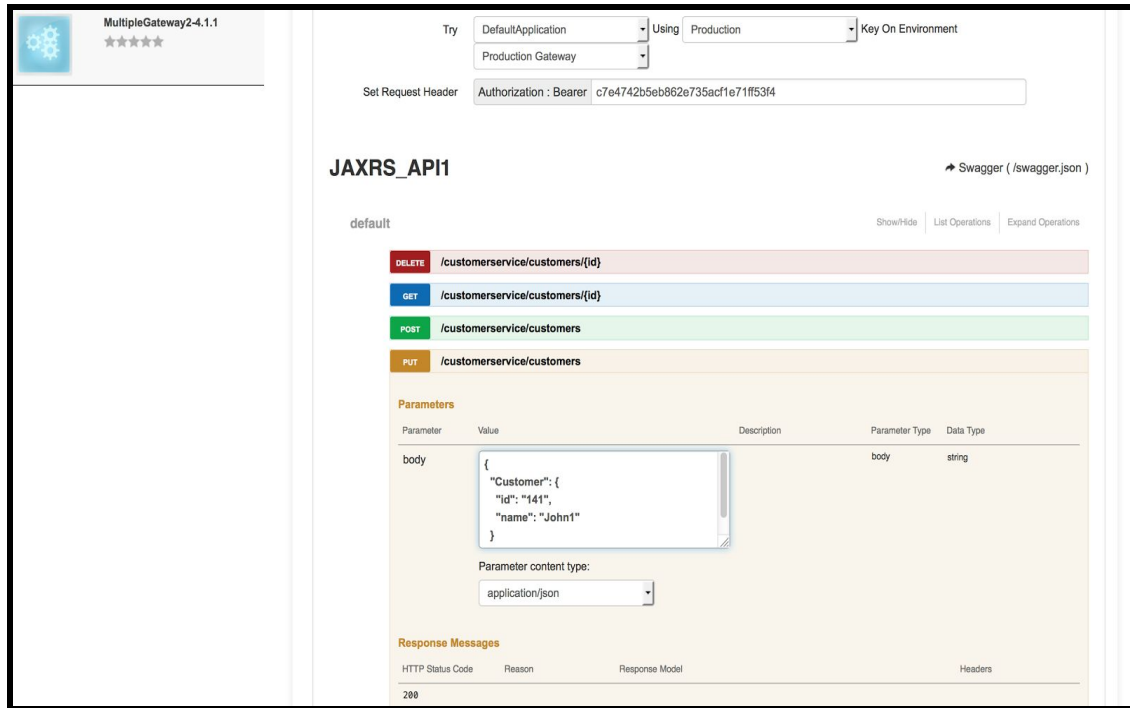 MultipleGateway2-4.1.1
Try DefaultApplication Using Production Key On Environment
Production Gateway
Set Request Header Authorization : Bearer c7e4742b5eb862e735acf1e71ff53f4
JAXRS_API1
Swagger ( /swagger.json )
default
Show/Hide List Operations Expand Operations
DELETE /customerservice/customers/{id}
GET /customerservice/customers/{id}
POST /customerservice/customers
PUT /customerservice/customers
Parameters
Parameter Value Description Parameter Type Data Type
body
{
"Customer": {
"id": "141",
"name": "John1"
}
body string
Parameter content type:
application/json
Response Messages
HTTP Status Code Reason Response Model Headers
200